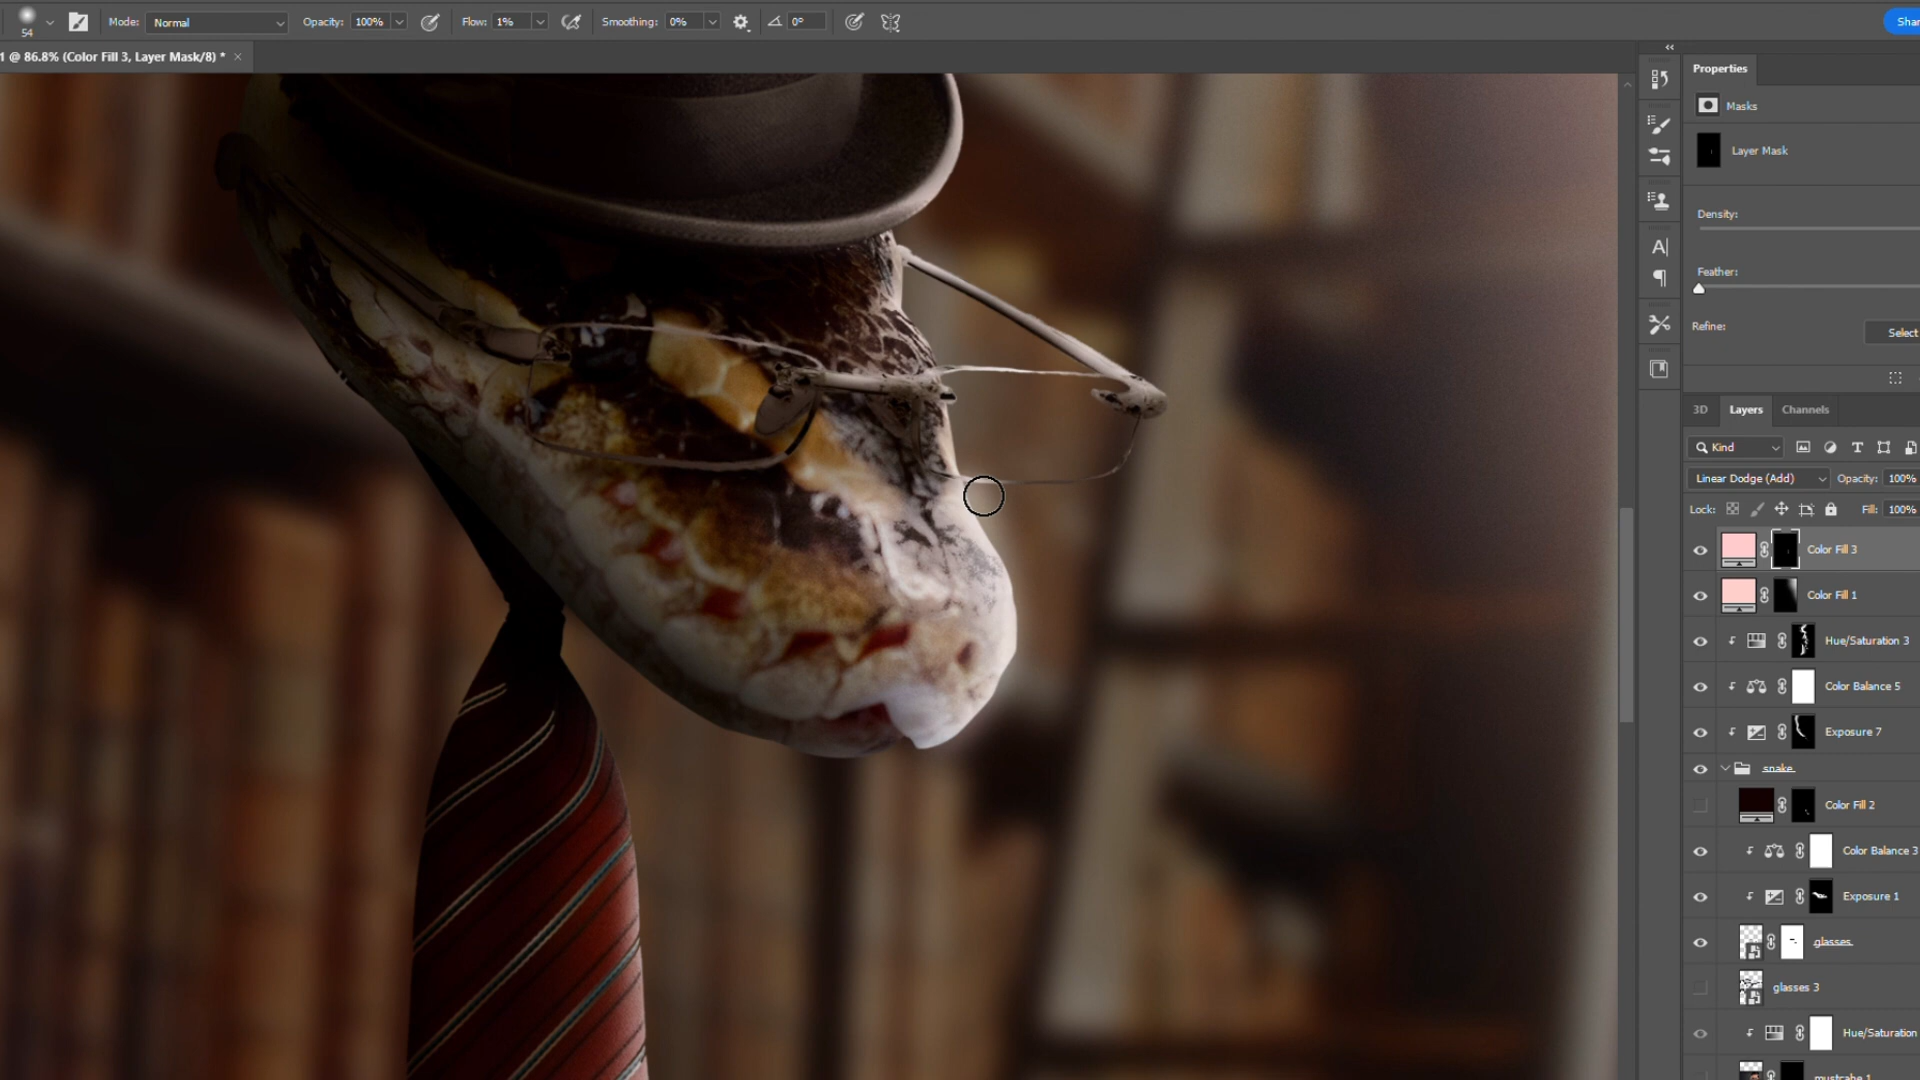 54
Mode: Normal
Opacity: 100%
Flow: 1%
Smoothing: 0%
0°
Shar
1 @ 86.8% (Color Fill 3, Layer Mask/8) *
Properties
Masks
Layer Mask
Density:
Feather:
Refine:
Select
3D Layers Channels
Kind
Linear Dodge (Add) Opacity: 100%
Lock: Fill: 100%
Color Fill 3
Color Fill 1
Hue/Saturation 3
Color Balance 5
Exposure 7
snake
Color Fill 2
Color Balance 3
Exposure 1
glasses
glasses 3
Hue/Saturation